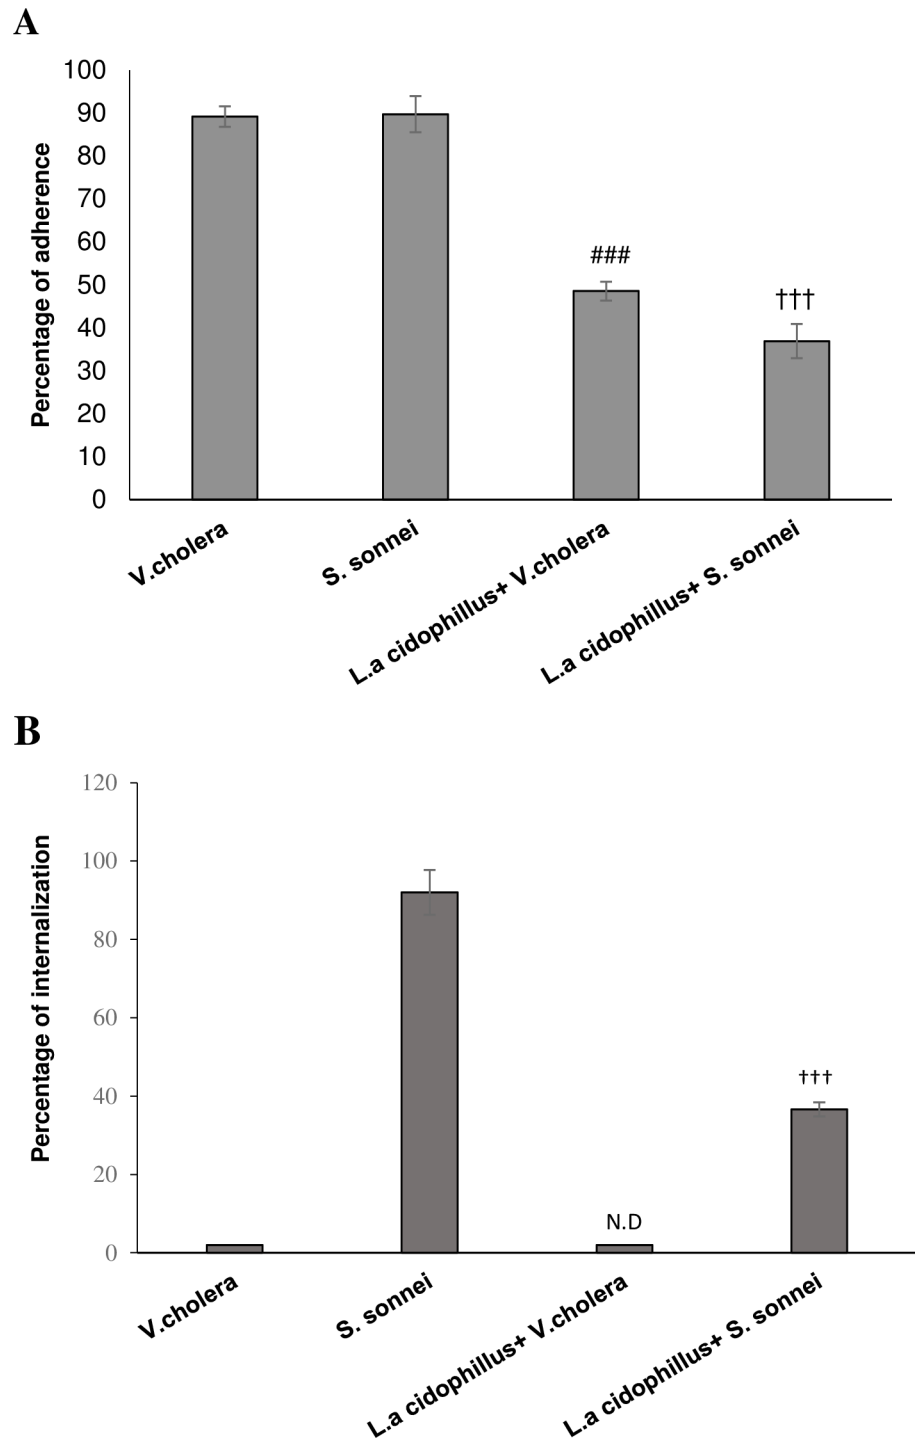 A
Percentage of adherence
100
90
80
70
60
50
40
30
20
10
0
###
†††
V.cholera
S. sonnei
L.a cidophillus+ V.cholera
L.a cidophillus+ S. sonnei
B
Percentage of internalization
120
100
80
60
40
20
0
N.D
†††
V.cholera
S. sonnei
L.a cidophillus+ V.cholera
L.a cidophillus+ S. sonnei